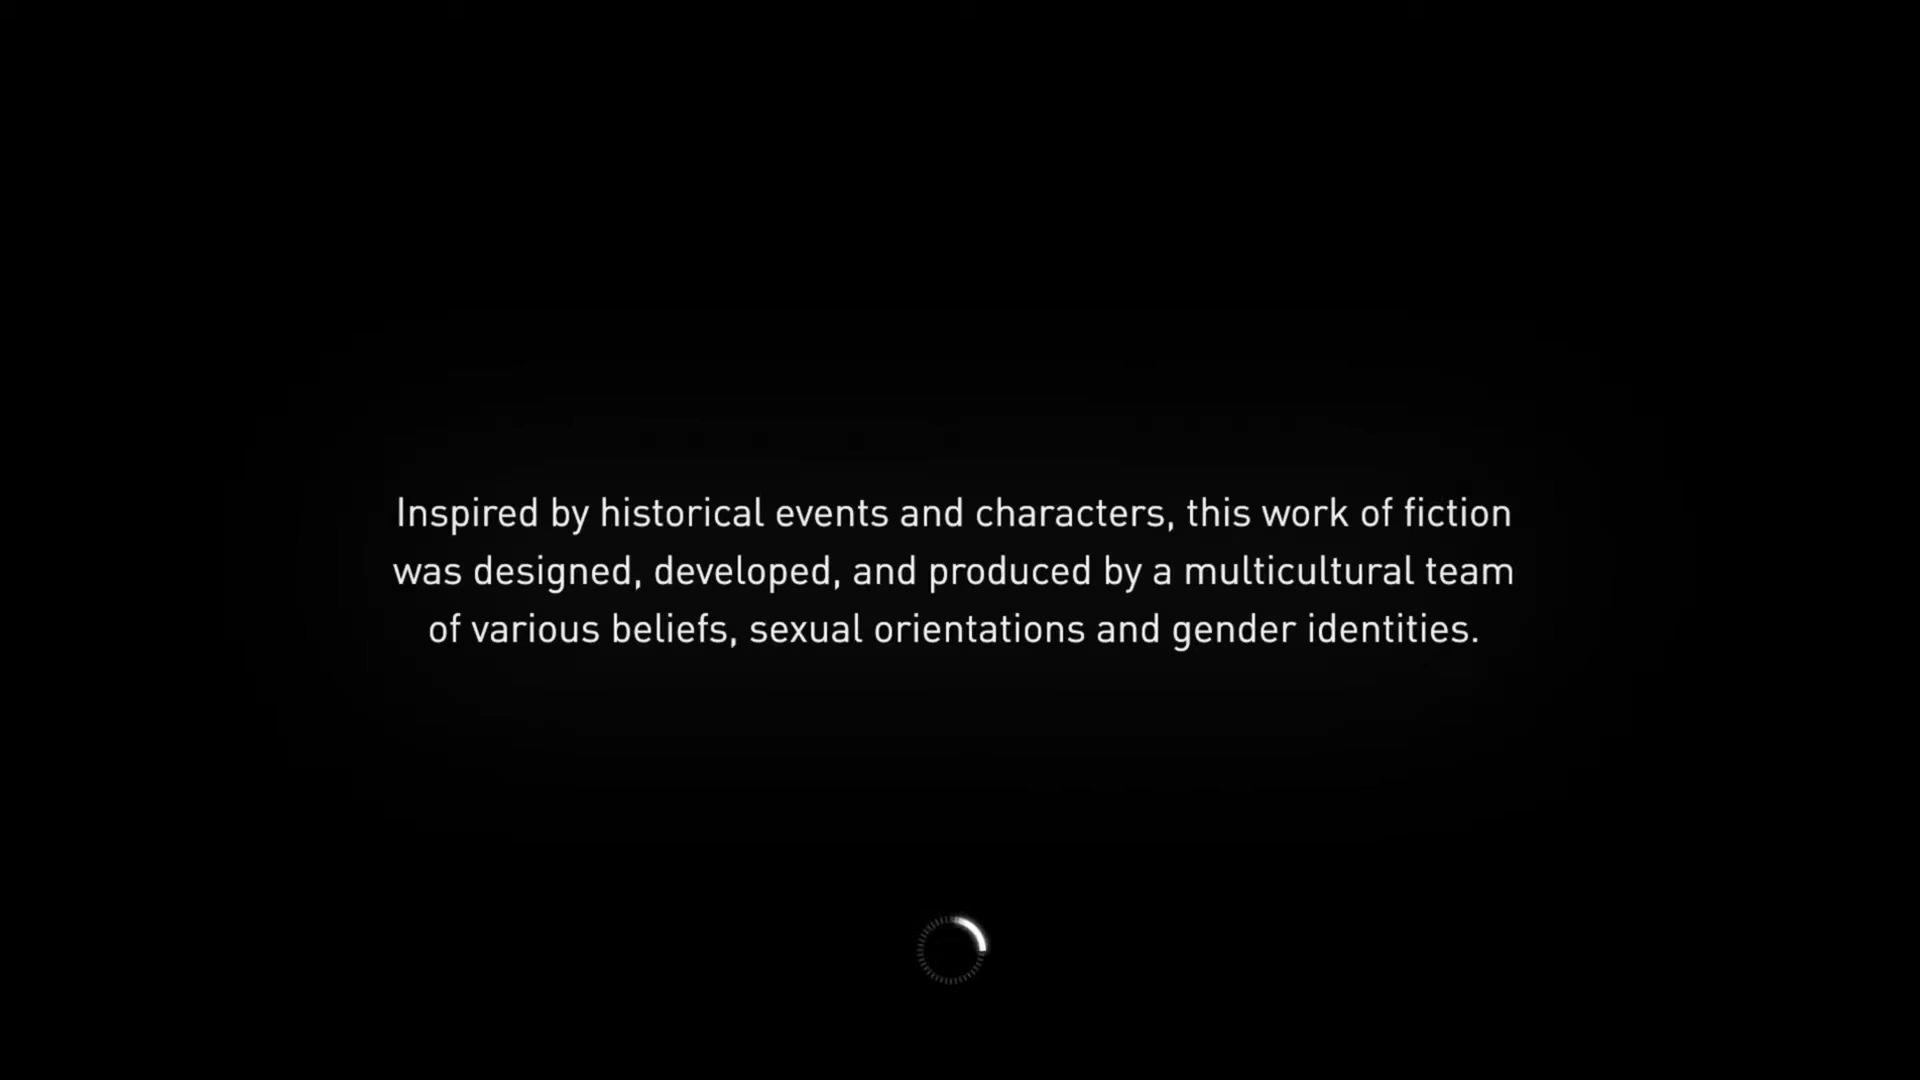 Inspired by historical events and characters, this work of fiction
was designed, developed, and produced by a multicultural team
of various beliefs, sexual orientations and gender identities.